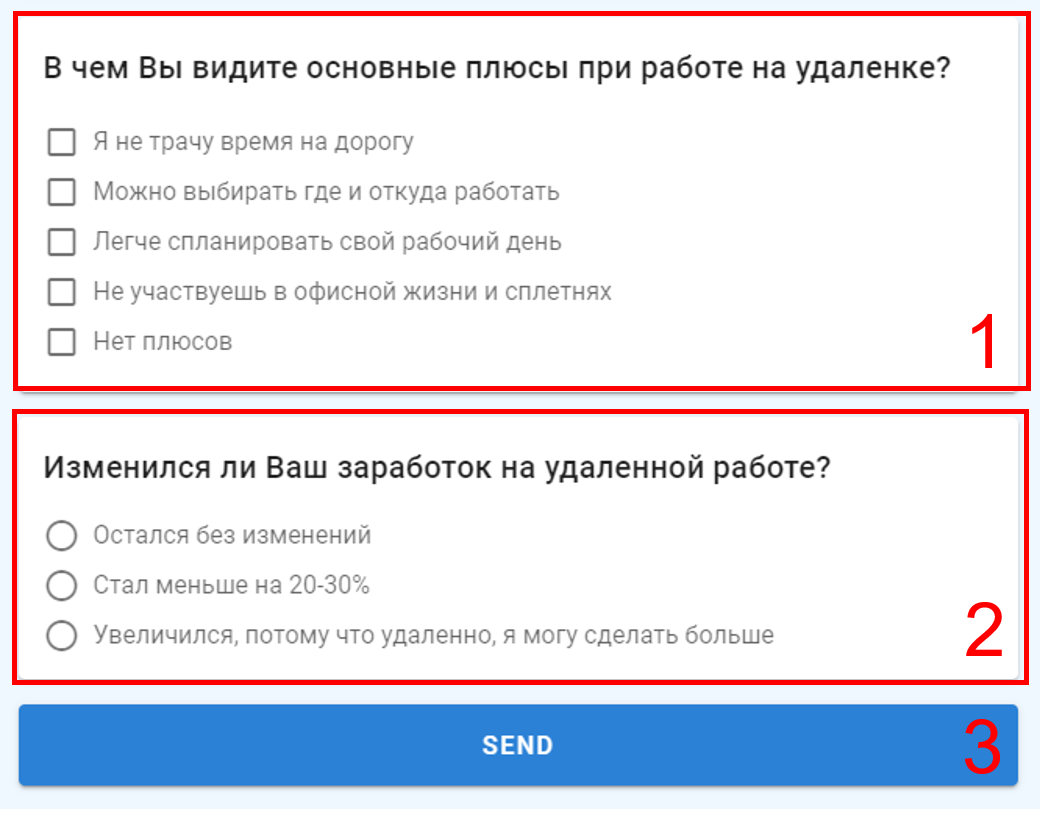 В чем Вы видите основные плюсы при работе на удаленке?
Я не трачу время на дорогу
Можно выбирать где и откуда работать
Легче спланировать свой рабочий день
Не участвуешь в офисной жизни и сплетнях
Нет плюсов
1
Изменился ли Ваш заработок на удаленной работе?
Остался без изменений
Стал меньше на 20-30%
Увеличился, потому что удаленно, я могу сделать больше
2
SEND
3